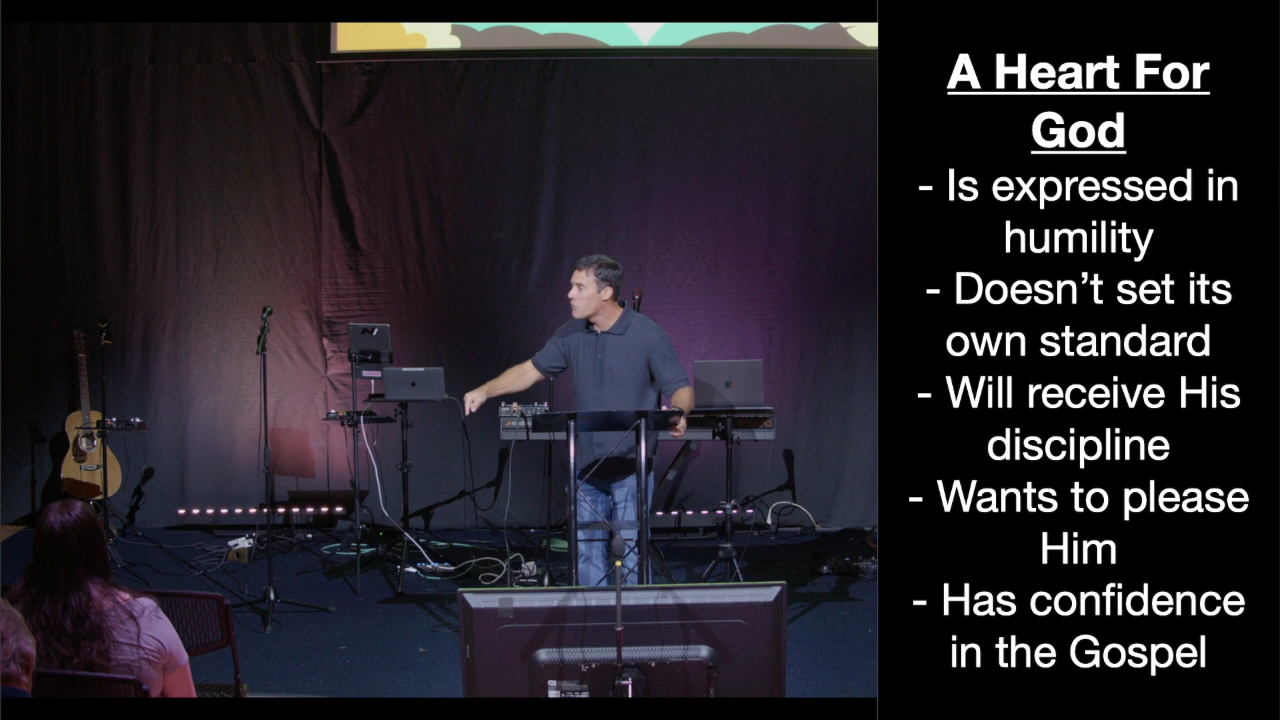 A Heart For
God
- Is expressed in
humility
- Doesn’t set its
own standard
- Will receive His
discipline
- Wants to please
Him
- Has confidence
in the Gospel